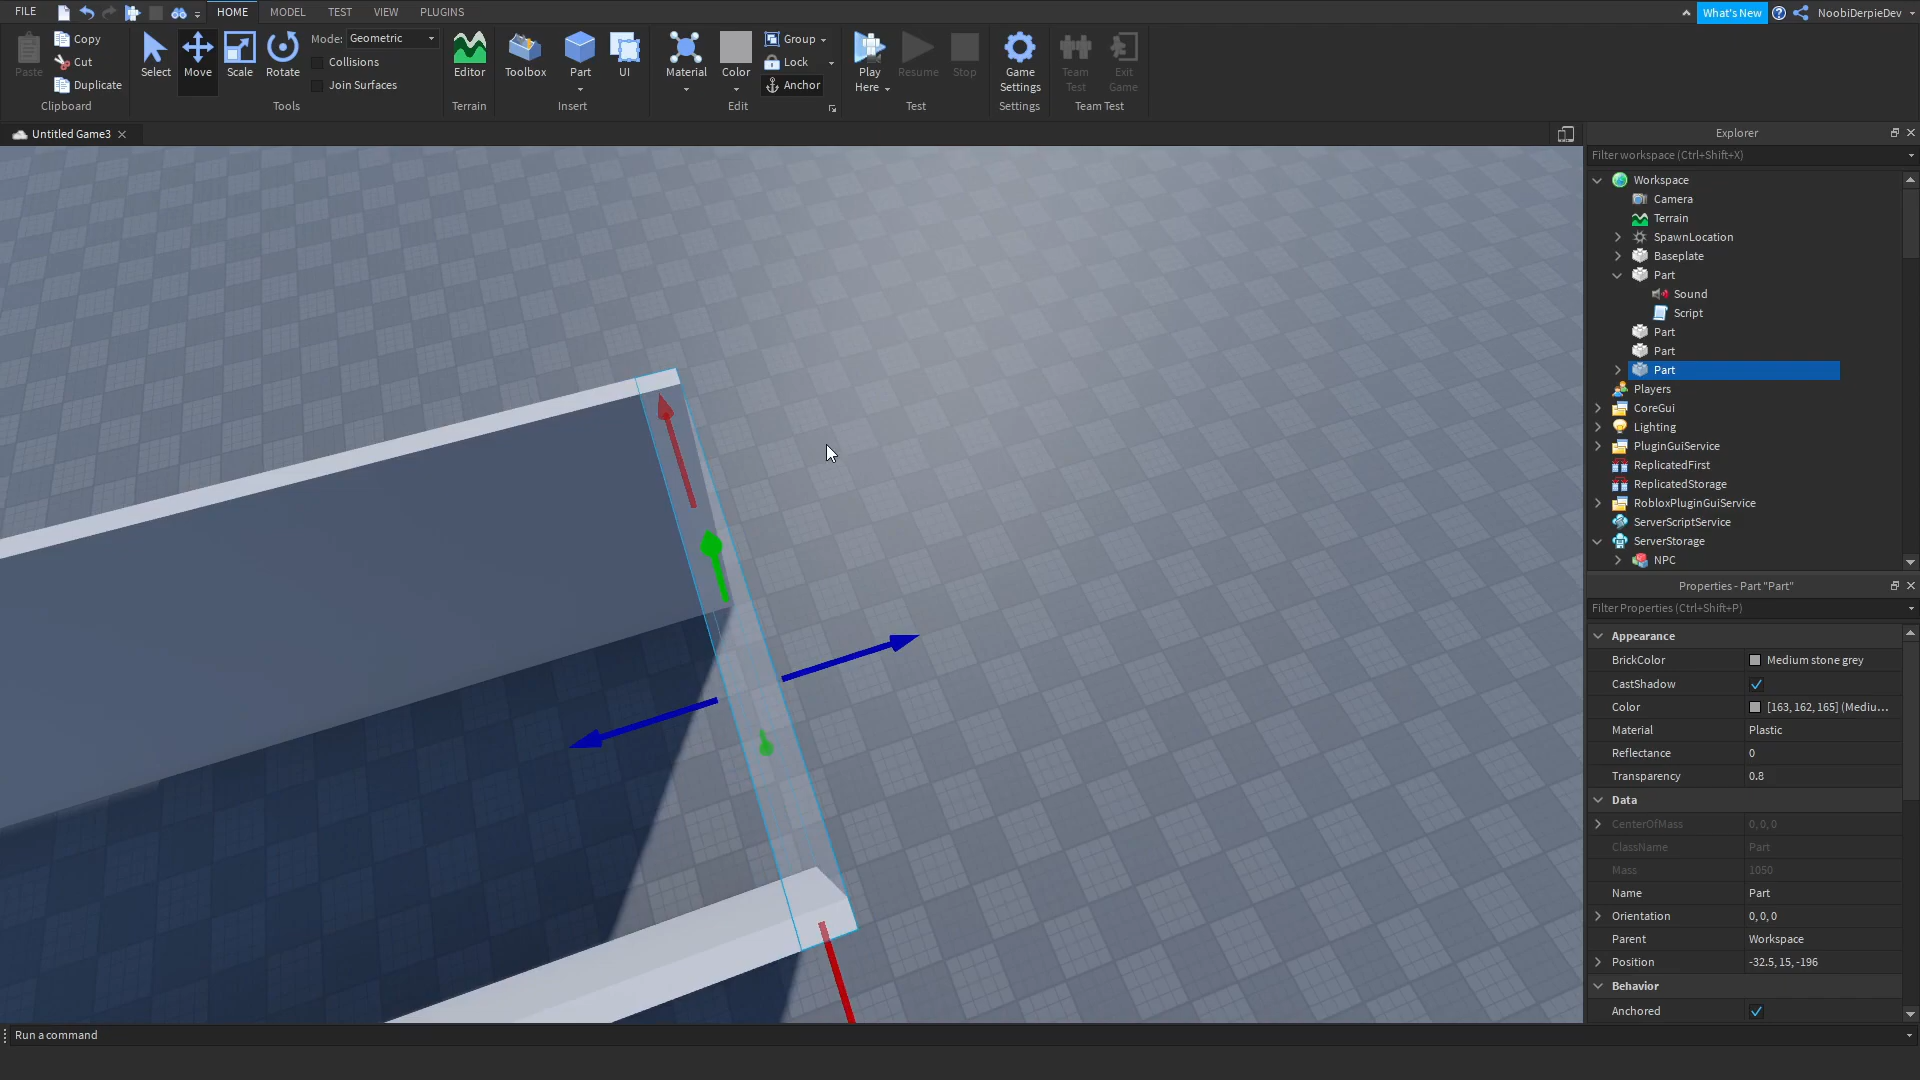 FILE HOME MODEL TEST VIEW PLUGINS What's New NoobiDerpieDev
Paste Copy Cut Duplicate Clipboard
Select Move Scale Rotate Mode: Geometric Collisions Join Surfaces Tools
Editor Terrain
Toolbox Part UI Insert
Material Color Group Lock Anchor Edit
Play Here Resume Stop Test
Game Settings Settings
Team Test Exit Game Team Test
Untitled Game3
Explorer
Filter workspace (Ctrl+Shift+X)
Workspace
Camera
Terrain
SpawnLocation
Baseplate
Part
Sound
Script
Part
Part
Part
Players
CoreGui
Lighting
PluginGuiService
ReplicatedFirst
ReplicatedStorage
RobloxPluginGuiService
ServerScriptService
ServerStorage
NPC
Properties - Part "Part"
Filter Properties (Ctrl+Shift+P)
Appearance
BrickColor Medium stone grey
CastShadow
Color [163, 162, 165] (Mediu...
Material Plastic
Reflectance 0
Transparency 0.8
Data
CenterOfMass 0, 0, 0
ClassName Part
Mass 1050
Name Part
Orientation 0, 0, 0
Parent Workspace
Position -32.5, 15, -196
Behavior
Anchored
Run a command